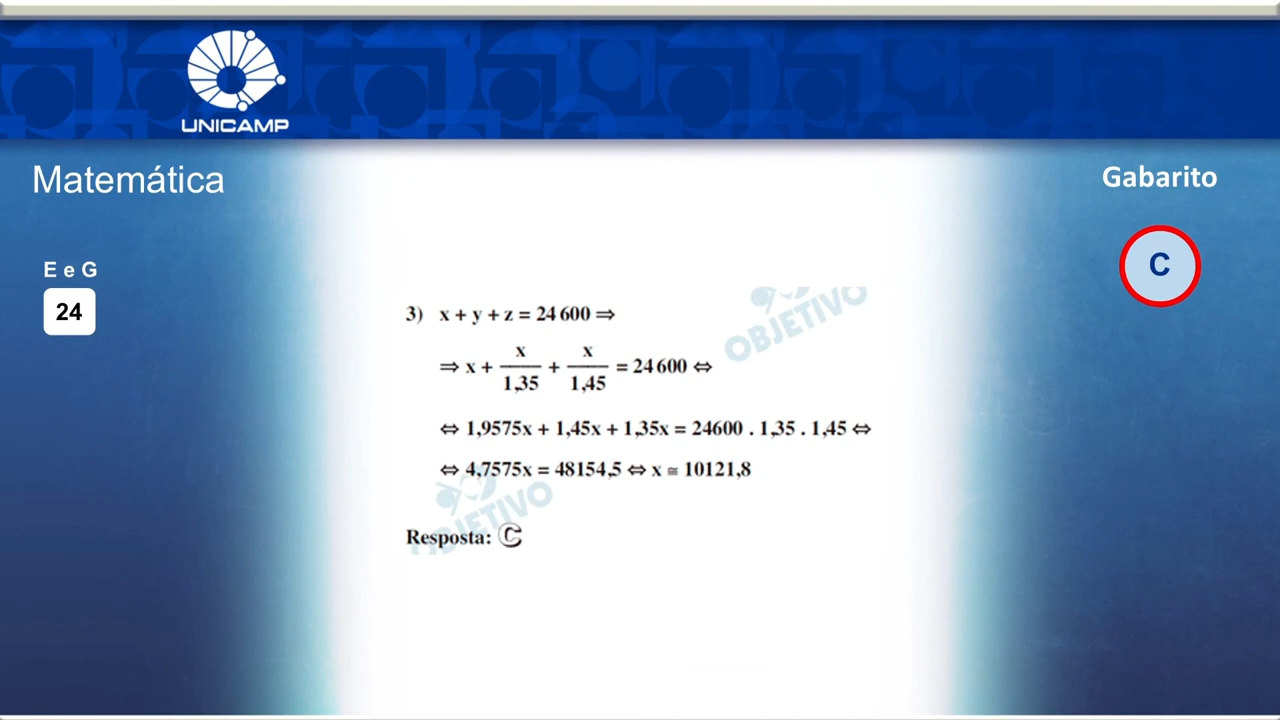 UNICAMP
Matemática
Gabarito
C
E e G
24
OBJETIVO
3) x + y + z = 24 600 ⇒
⇒ x + x/1,35 + x/1,45 = 24 600 ⇔
⇔ 1,9575x + 1,45x + 1,35x = 24600 . 1,35 . 1,45 ⇔
⇔ 4,7575x = 48154,5 ⇔ x ≅ 10121,8
OBJETIVO
Resposta: C